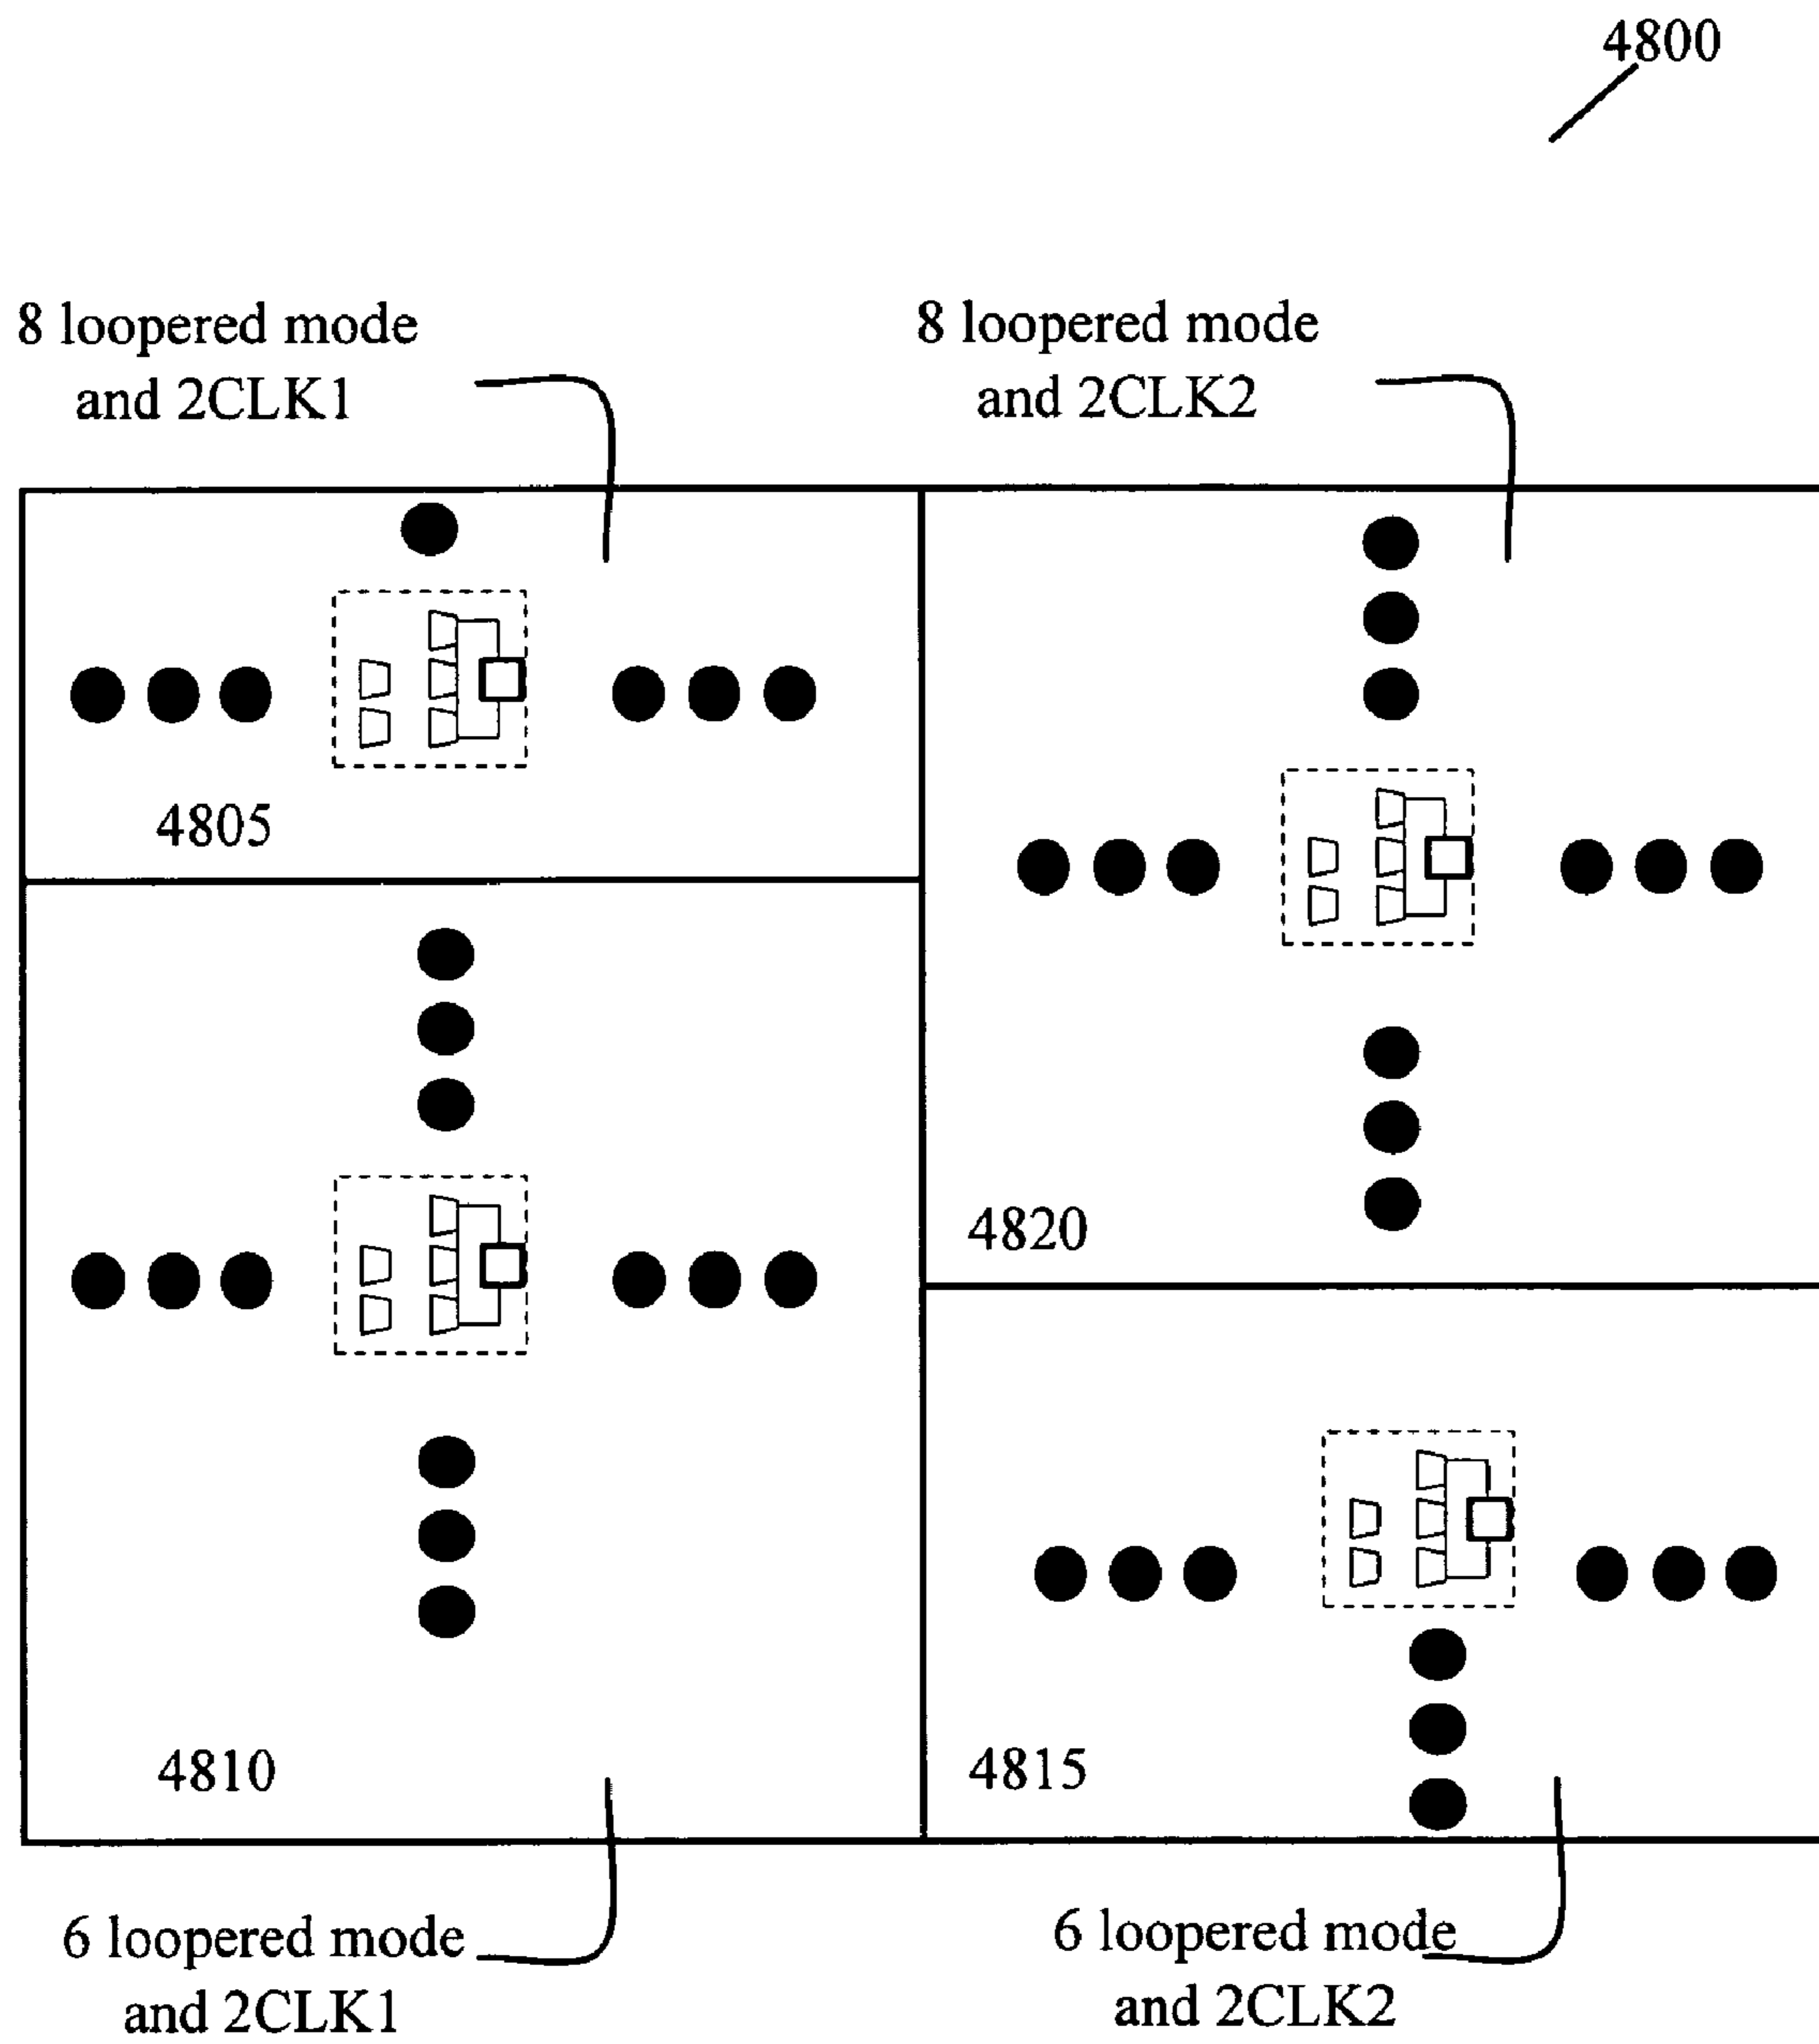 4800
8 loopered mode
and 2CLK1
8 loopered mode
and 2CLK2
4805
4820
4810
4815
6 loopered mode
and 2CLK1
6 loopered mode
and 2CLK2